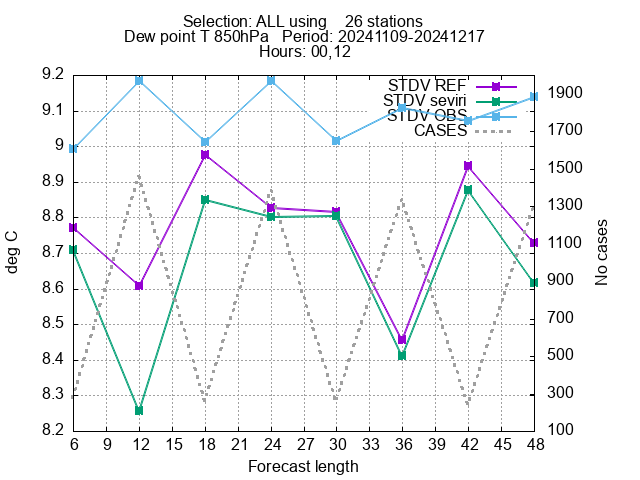 Selection: ALL using    26 stations
Dew point T 850hPa   Period: 20241109-20241217
Hours: 00,12
STDV REF
STDV seviri
STDV OBS
CASES
9.2
9.1
9
8.9
8.8
8.7
8.6
8.5
8.4
8.3
8.2
1900
1700
1500
1300
1100
900
700
500
300
100
deg C
No cases
6 9 12 15 18 21 24 27 30 33 36 39 42 45 48
Forecast length